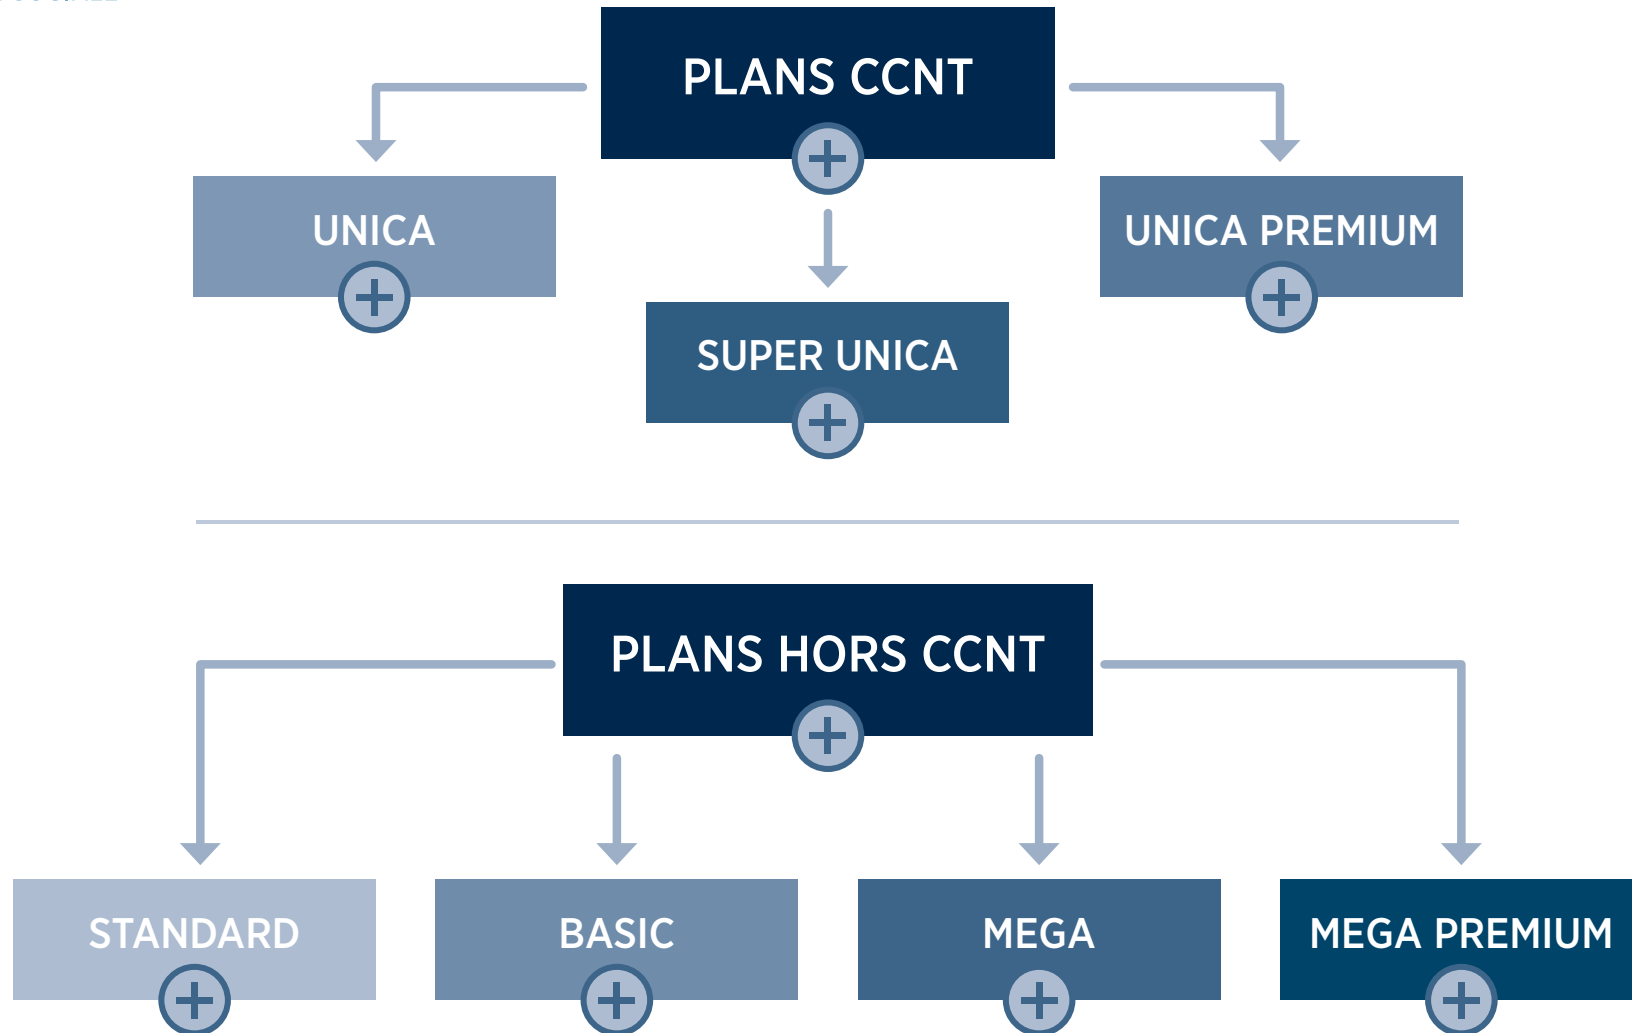 PLANS CCNT
UNICA
UNICA PREMIUM
SUPER UNICA
PLANS HORS CCNT
STANDARD
BASIC
MEGA
MEGA PREMIUM